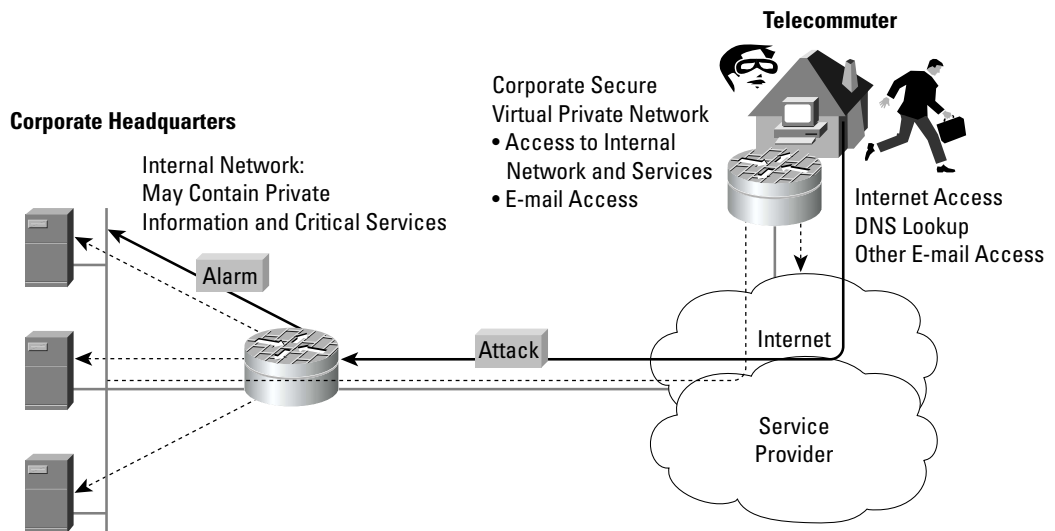 Telecommuter
Corporate Secure
Virtual Private Network
• Access to Internal
Network and Services
• E-mail Access
Corporate Headquarters
Internal Network:
May Contain Private
Information and Critical Services
Internet Access
DNS Lookup
Other E-mail Access
Alarm
Attack
Internet
Service
Provider